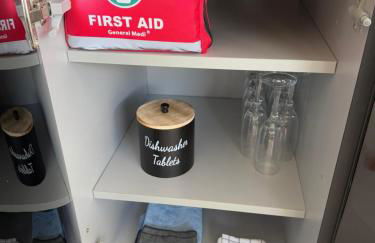 FIRST AID
General Medi
Dishwasher
Tablets